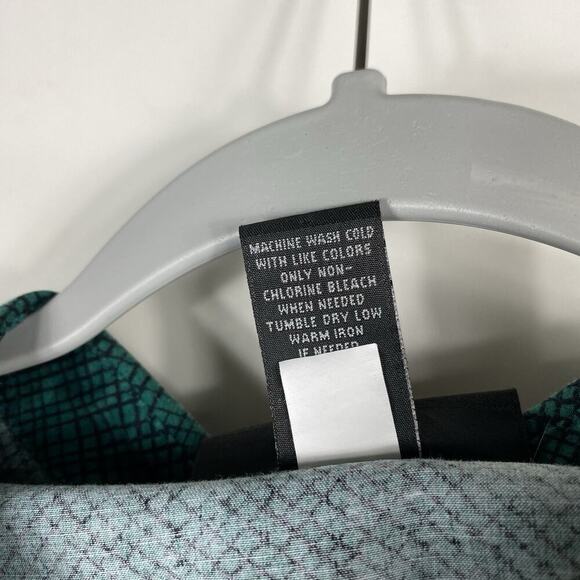 MACHINE WASH COLD
WITH LIKE COLORS
ONLY NON-
CHLORINE BLEACH
WHEN NEEDED
TUMBLE DRY LOW
WARM IRON
IF NEEDED